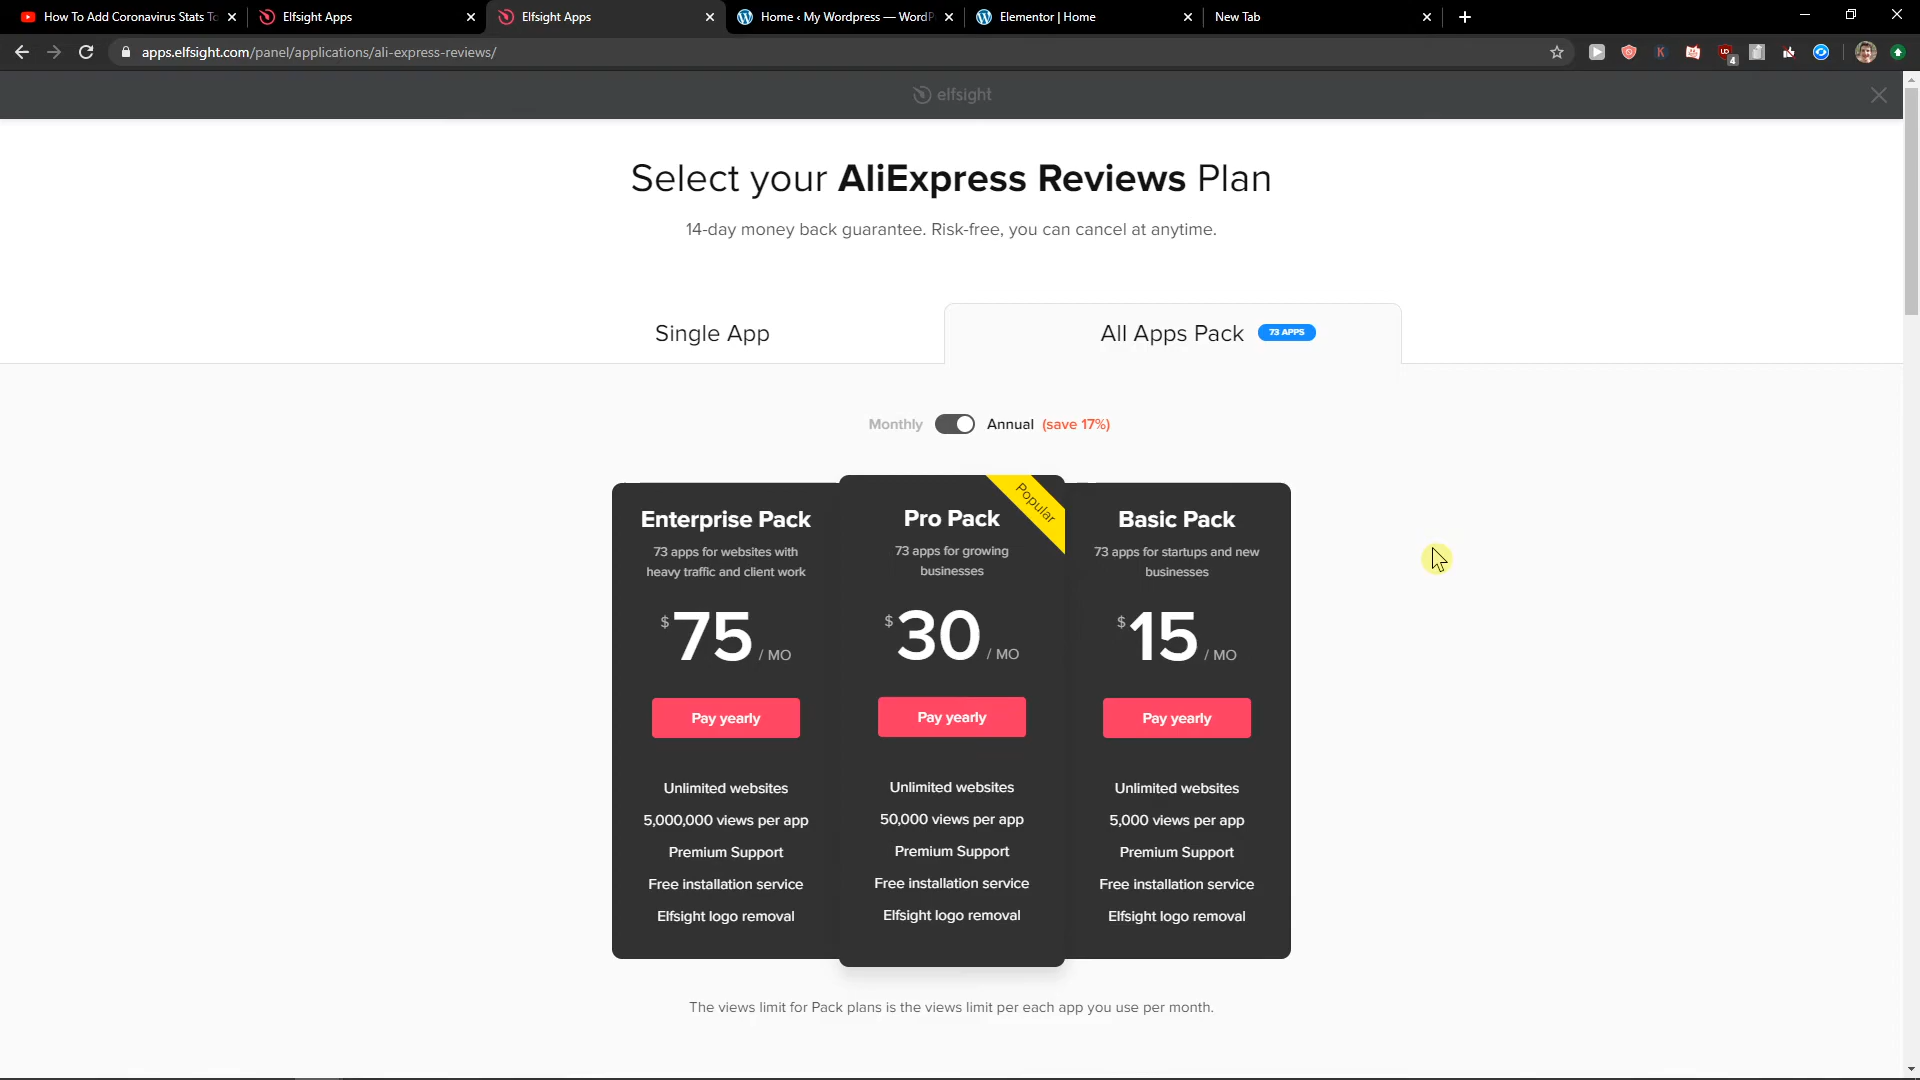 How To Add Coronavirus Stats To
Elfsight Apps
Elfsight Apps
Home ‹ My Wordpress — WordP
Elementor | Home
New Tab
apps.elfsight.com/panel/applications/ali-express-reviews/
4
elfsight
Select your AliExpress Reviews Plan
14-day money back guarantee. Risk-free, you can cancel at anytime.
Single App
All Apps Pack 73 APPS
Monthly Annual (save 17%)
Enterprise Pack
73 apps for websites with
heavy traffic and client work
$75 / MO
Pay yearly
Unlimited websites
5,000,000 views per app
Premium Support
Free installation service
Elfsight logo removal
Popular
Pro Pack
73 apps for growing
businesses
$30 / MO
Pay yearly
Unlimited websites
50,000 views per app
Premium Support
Free installation service
Elfsight logo removal
Basic Pack
73 apps for startups and new
businesses
$15 / MO
Pay yearly
Unlimited websites
5,000 views per app
Premium Support
Free installation service
Elfsight logo removal
The views limit for Pack plans is the views limit per each app you use per month.